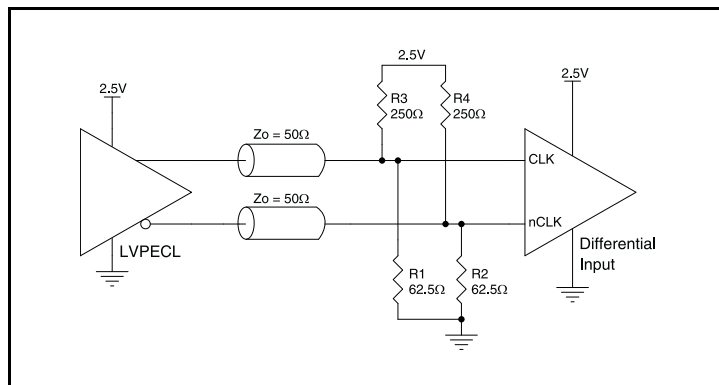 2.5V
2.5V
2.5V
R3
250Ω
R4
250Ω
Zo = 50Ω
CLK
Zo = 50Ω
nCLK
LVPECL
Differential
Input
R1
62.5Ω
R2
62.5Ω